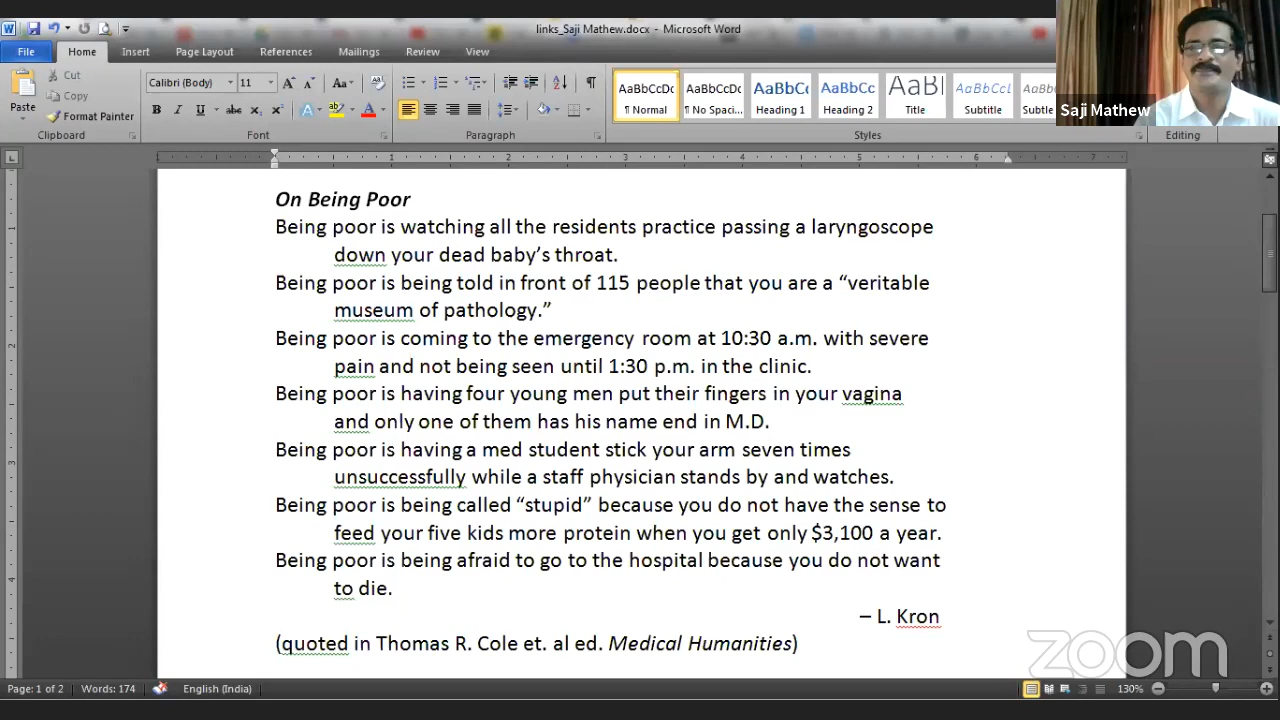 links_Saji Mathew.docx - Microsoft Word
File Home Insert Page Layout References Mailings Review View
Cut
Copy
Format Painter
Paste
Calibri (Body) 11
AaBbCcDc AaBbCcDc AaBbCc AaBbCc AaBl AaBbCcl
¶ Normal ¶ No Spaci... Heading 1 Heading 2 Title Subtitle Subtle
Clipboard Font Paragraph Styles Editing
Saji Mathew
1 1 2 3 4 5 6 7
On Being Poor
Being poor is watching all the residents practice passing a laryngoscope
down your dead baby’s throat.
Being poor is being told in front of 115 people that you are a “veritable
museum of pathology.”
Being poor is coming to the emergency room at 10:30 a.m. with severe
pain and not being seen until 1:30 p.m. in the clinic.
Being poor is having four young men put their fingers in your vagina
and only one of them has his name end in M.D.
Being poor is having a med student stick your arm seven times
unsuccessfully while a staff physician stands by and watches.
Being poor is being called “stupid” because you do not have the sense to
feed your five kids more protein when you get only $3,100 a year.
Being poor is being afraid to go to the hospital because you do not want
to die.
– L. Kron
(quoted in Thomas R. Cole et. al ed. Medical Humanities)
zoom
Page: 1 of 2 Words: 174 English (India) 130%